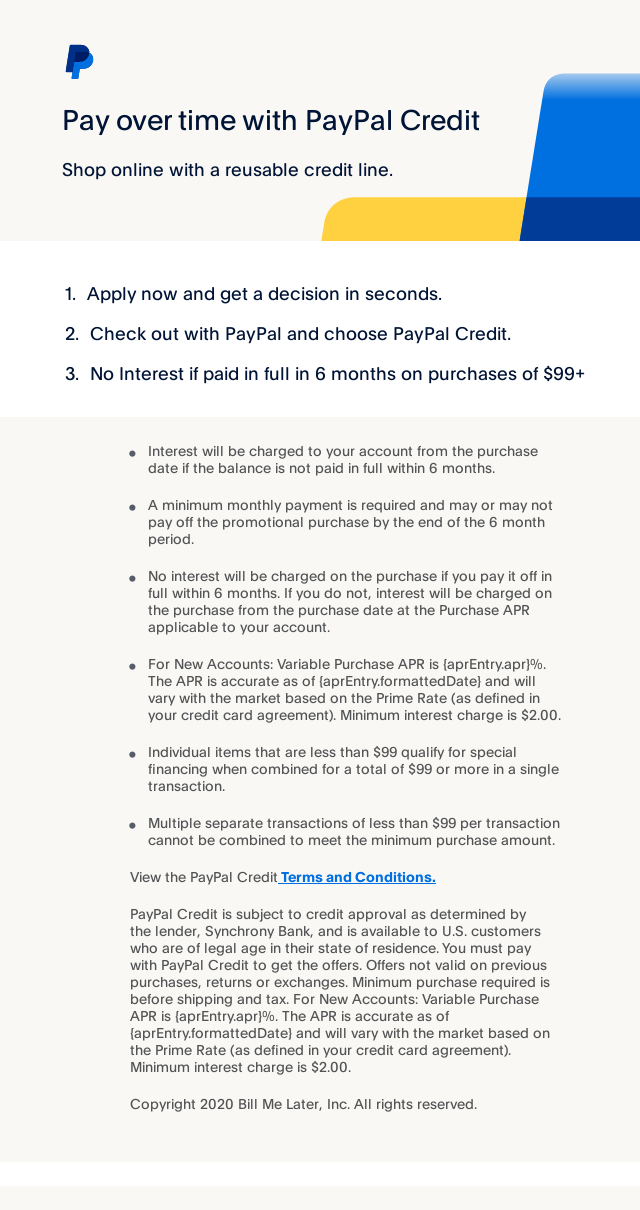 Pay over time with PayPal Credit
Shop online with a reusable credit line.
1. Apply now and get a decision in seconds.
2. Check out with PayPal and choose PayPal Credit.
3. No Interest if paid in full in 6 months on purchases of $99+
● Interest will be charged to your account from the purchase
date if the balance is not paid in full within 6 months.
● A minimum monthly payment is required and may or may not
pay off the promotional purchase by the end of the 6 month
period.
● No interest will be charged on the purchase if you pay it off in
full within 6 months. If you do not, interest will be charged on
the purchase from the purchase date at the Purchase APR
applicable to your account.
● For New Accounts: Variable Purchase APR is {aprEntry.apr}%.
The APR is accurate as of {aprEntry.formattedDate} and will
vary with the market based on the Prime Rate (as defined in
your credit card agreement). Minimum interest charge is $2.00.
● Individual items that are less than $99 qualify for special
financing when combined for a total of $99 or more in a single
transaction.
● Multiple separate transactions of less than $99 per transaction
cannot be combined to meet the minimum purchase amount.
View the PayPal Credit Terms and Conditions.
PayPal Credit is subject to credit approval as determined by
the lender, Synchrony Bank, and is available to U.S. customers
who are of legal age in their state of residence. You must pay
with PayPal Credit to get the offers. Offers not valid on previous
purchases, returns or exchanges. Minimum purchase required is
before shipping and tax. For New Accounts: Variable Purchase
APR is {aprEntry.apr}%. The APR is accurate as of
{aprEntry.formattedDate} and will vary with the market based on
the Prime Rate (as defined in your credit card agreement).
Minimum interest charge is $2.00.
Copyright 2020 Bill Me Later, Inc. All rights reserved.